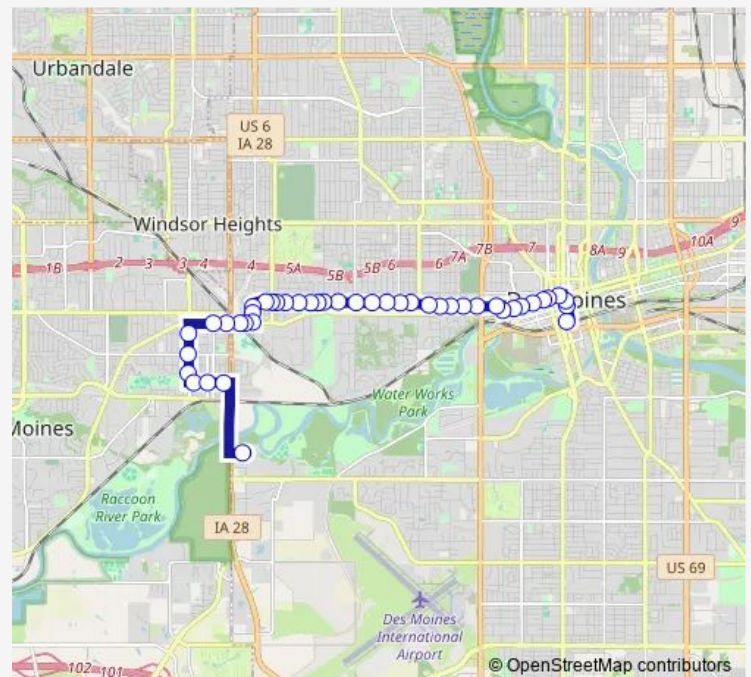 Urbandale
US 6
IA 28
Windsor Heights
1B 2 3 3 4 4 5A 5B 5B 6 6 7A 7B 7 8A 9 10A 9
Water Works
Park
Moines
Raccoon
River Park
IA 28
US 69
Des Moines
International
Airport
102 101
© OpenStreetMap contributors